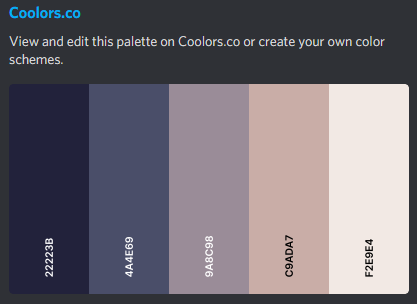 Coolors.co
View and edit this palette on Coolors.co or create your own color
schemes.
22223B
4A4E69
9A8C98
C9ADA7
F2E9E4